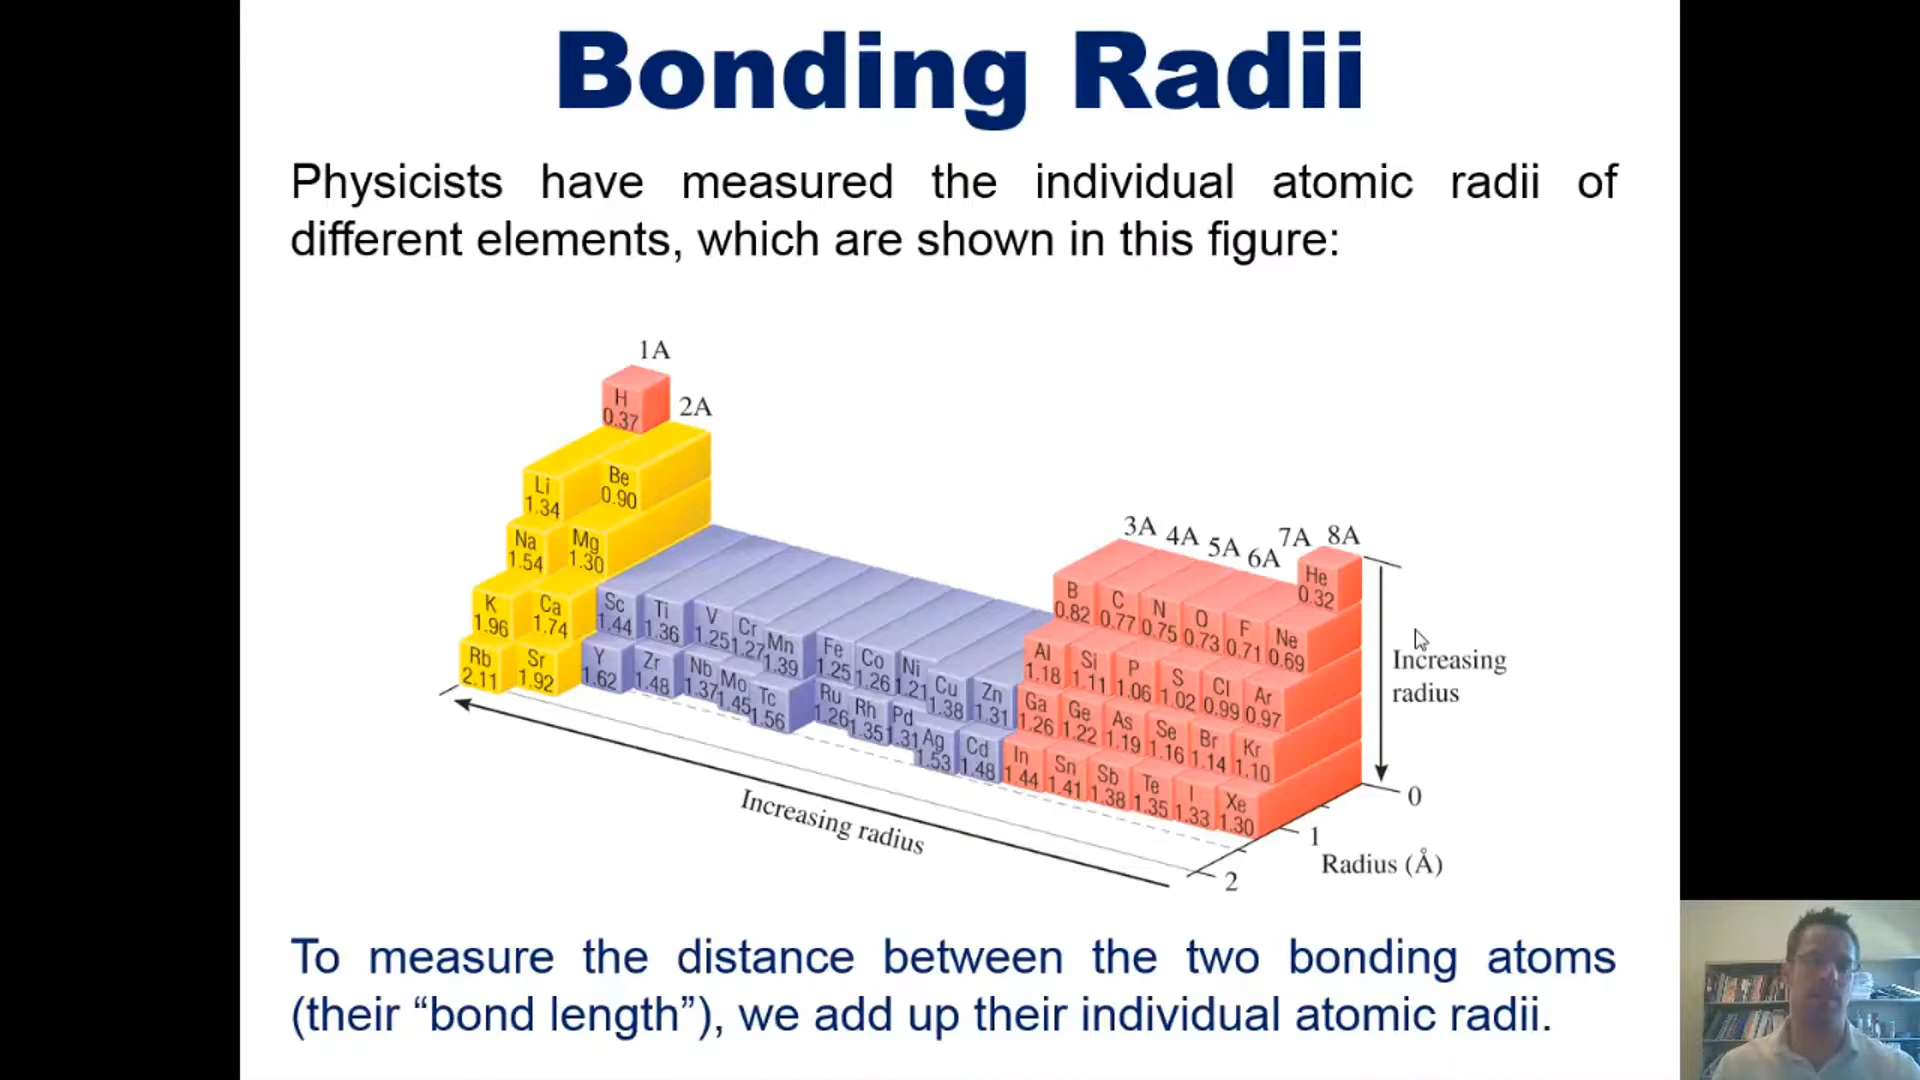 Bonding Radii
Physicists have measured the individual atomic radii of
different elements, which are shown in this figure:
1A
H
0.37
2A
Li
1.34
Be
0.90
Na
1.54
Mg
1.30
K
1.96
Ca
1.74
Sc
1.44
Ti
1.36
V
1.25
Cr
1.27
Mn
1.39
Fe
1.25
Co
1.26
Ni
1.21
Cu
1.38
Zn
1.31
Rb
2.11
Sr
1.92
Y
1.62
Zr
1.48
Nb
1.37
Mo
1.45
Tc
1.56
Ru
1.26
Rh
1.35
Pd
1.31
Ag
1.53
Cd
1.48
3A 4A 5A 6A 7A 8A
He
0.32
B
0.82
C
0.77
N
0.75
O
0.73
F
0.71
Ne
0.69
Al
1.18
Si
1.11
P
1.06
S
1.02
Cl
0.99
Ar
0.97
Ga
1.26
Ge
1.22
As
1.19
Se
1.16
Br
1.14
Kr
1.10
In
1.44
Sn
1.41
Sb
1.38
Te
1.35
I
1.33
Xe
1.30
Increasing
radius
0
1
2
Radius (Å)
Increasing radius
To measure the distance between the two bonding atoms
(their “bond length”), we add up their individual atomic radii.